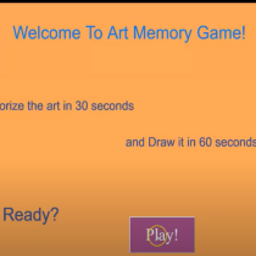 Welcome To Art Memory Game!
orize the art in 30 seconds
and Draw it in 60 seconds
Ready?
Play!